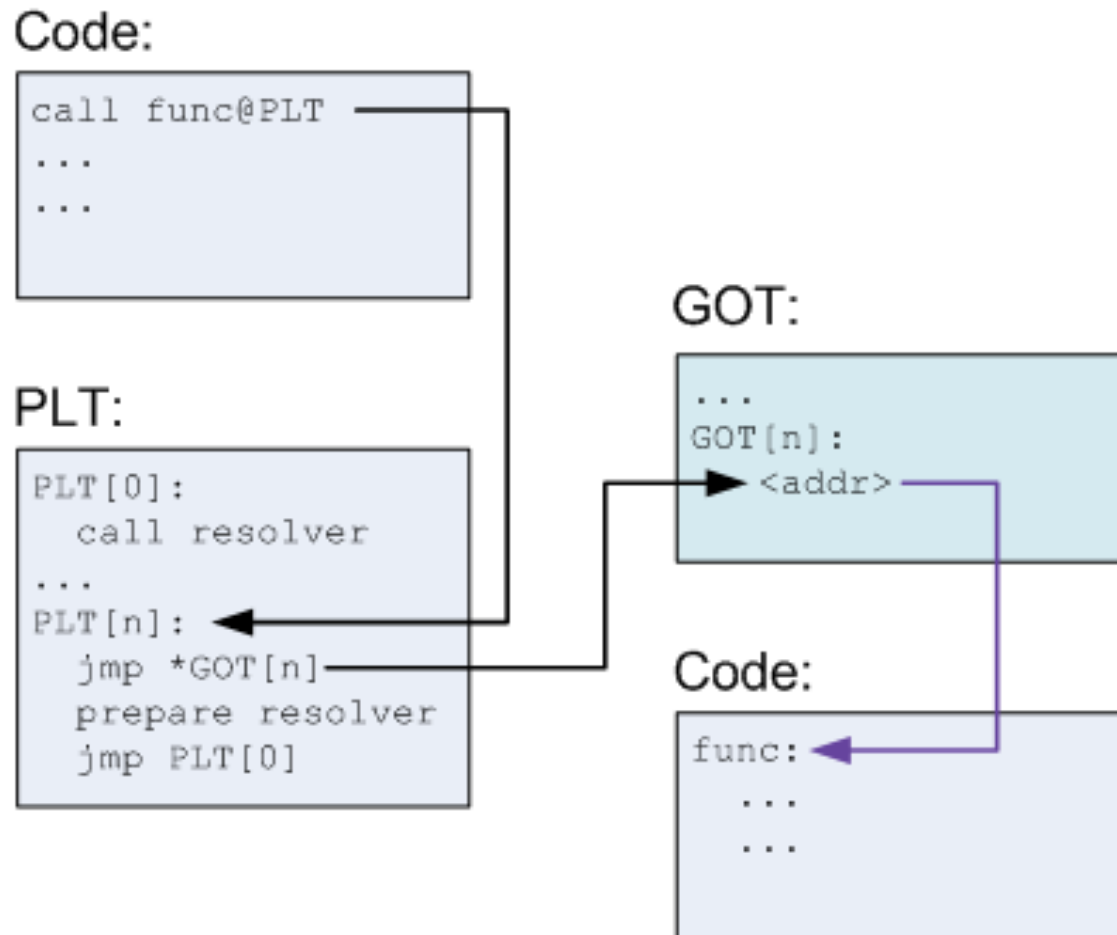 Code:
call func@PLT
...
...
PLT:
PLT[0]:
call resolver
...
PLT[n]:
jmp *GOT[n]
prepare resolver
jmp PLT[0]
GOT:
...
GOT[n]:
<addr>
Code:
func:
...
...